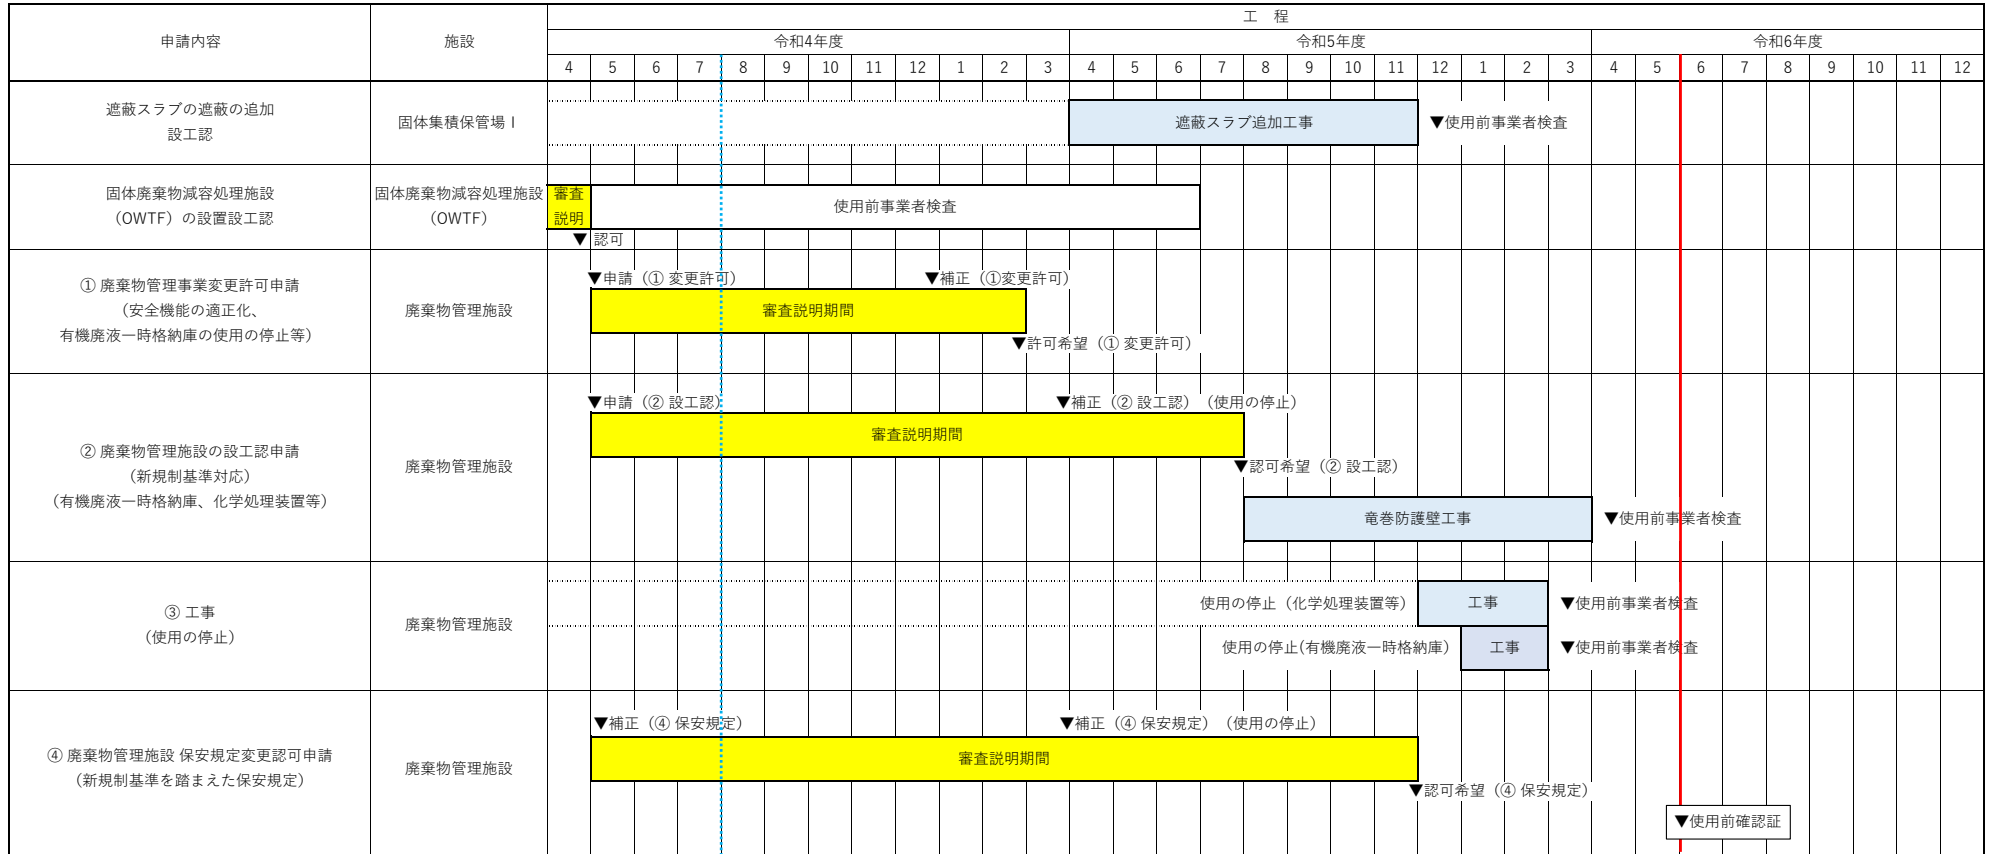 申請内容
施設
工 程
令和4年度
令和5年度
令和6年度
4 5 6 7 8 9 10 11 12 1 2 3 4 5 6 7 8 9 10 11 12 1 2 3 4 5 6 7 8 9 10 11 12
遮蔽スラブの遮蔽の追加
設工認
固体集積保管場Ⅰ
遮蔽スラブ追加工事
▼使用前事業者検査
固体廃棄物減容処理施設
（OWTF）の設置設工認
固体廃棄物減容処理施設
（OWTF）
審査
説明
使用前事業者検査
▼ 認可
① 廃棄物管理事業変更許可申請
（安全機能の適正化、
有機廃液一時格納庫の使用の停止等）
廃棄物管理施設
▼申請（① 変更許可）
▼補正（①変更許可）
審査説明期間
▼許可希望（① 変更許可）
② 廃棄物管理施設の設工認申請
（新規制基準対応）
（有機廃液一時格納庫、化学処理装置等）
廃棄物管理施設
▼申請（② 設工認）
▼補正（② 設工認）（使用の停止）
審査説明期間
▼認可希望（② 設工認）
竜巻防護壁工事
▼使用前事業者検査
③ 工事
（使用の停止）
廃棄物管理施設
使用の停止（化学処理装置等）
工事
▼使用前事業者検査
使用の停止(有機廃液一時格納庫）
工事
▼使用前事業者検査
④ 廃棄物管理施設 保安規定変更認可申請
（新規制基準を踏まえた保安規定）
廃棄物管理施設
▼補正（④ 保安規定）
▼補正（④ 保安規定）（使用の停止）
審査説明期間
▼認可希望（④ 保安規定）
▼使用前確認証